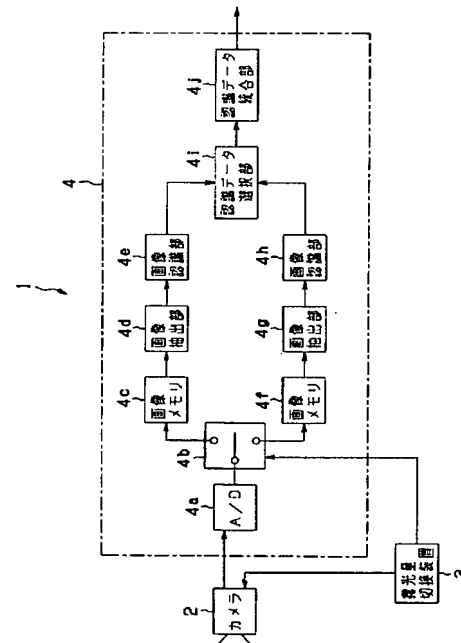 1
4
2
カメラ
4a
A/D
4b
4c
画像
メモリ
4d
画像
抽出部
4e
画像
認識部
4f
画像
メモリ
4g
画像
抽出部
4h
画像
認識部
4i
認識データ
選択部
4j
認識データ
統合部
露光量
切換装置